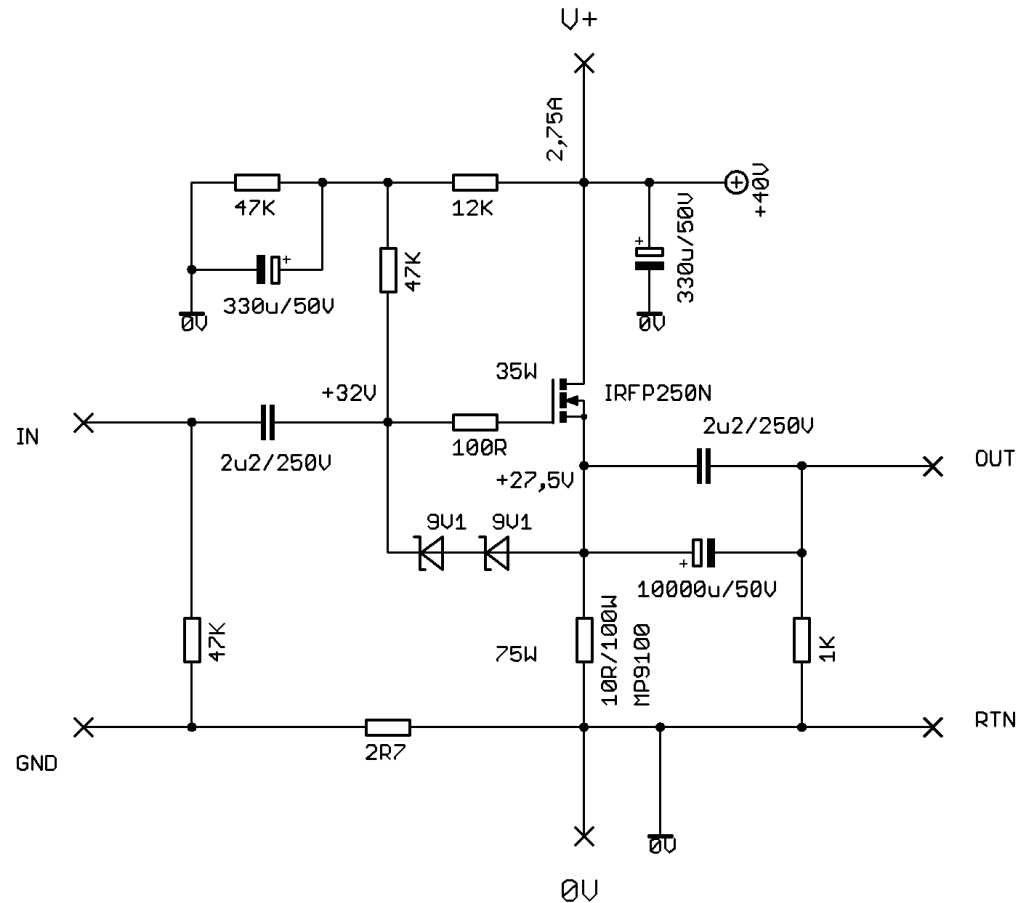 V+
2,75A
47K
12K
+40V
330u/50V
47K
330u/50V
0V
0V
35W
+32V
IRFP250N
IN
2u2/250V
100R
2u2/250V
OUT
+27,5V
9V1
9V1
+
10000u/50V
47K
75W
10R/100W
MP9100
1K
RTN
GND
2R7
0V
0V